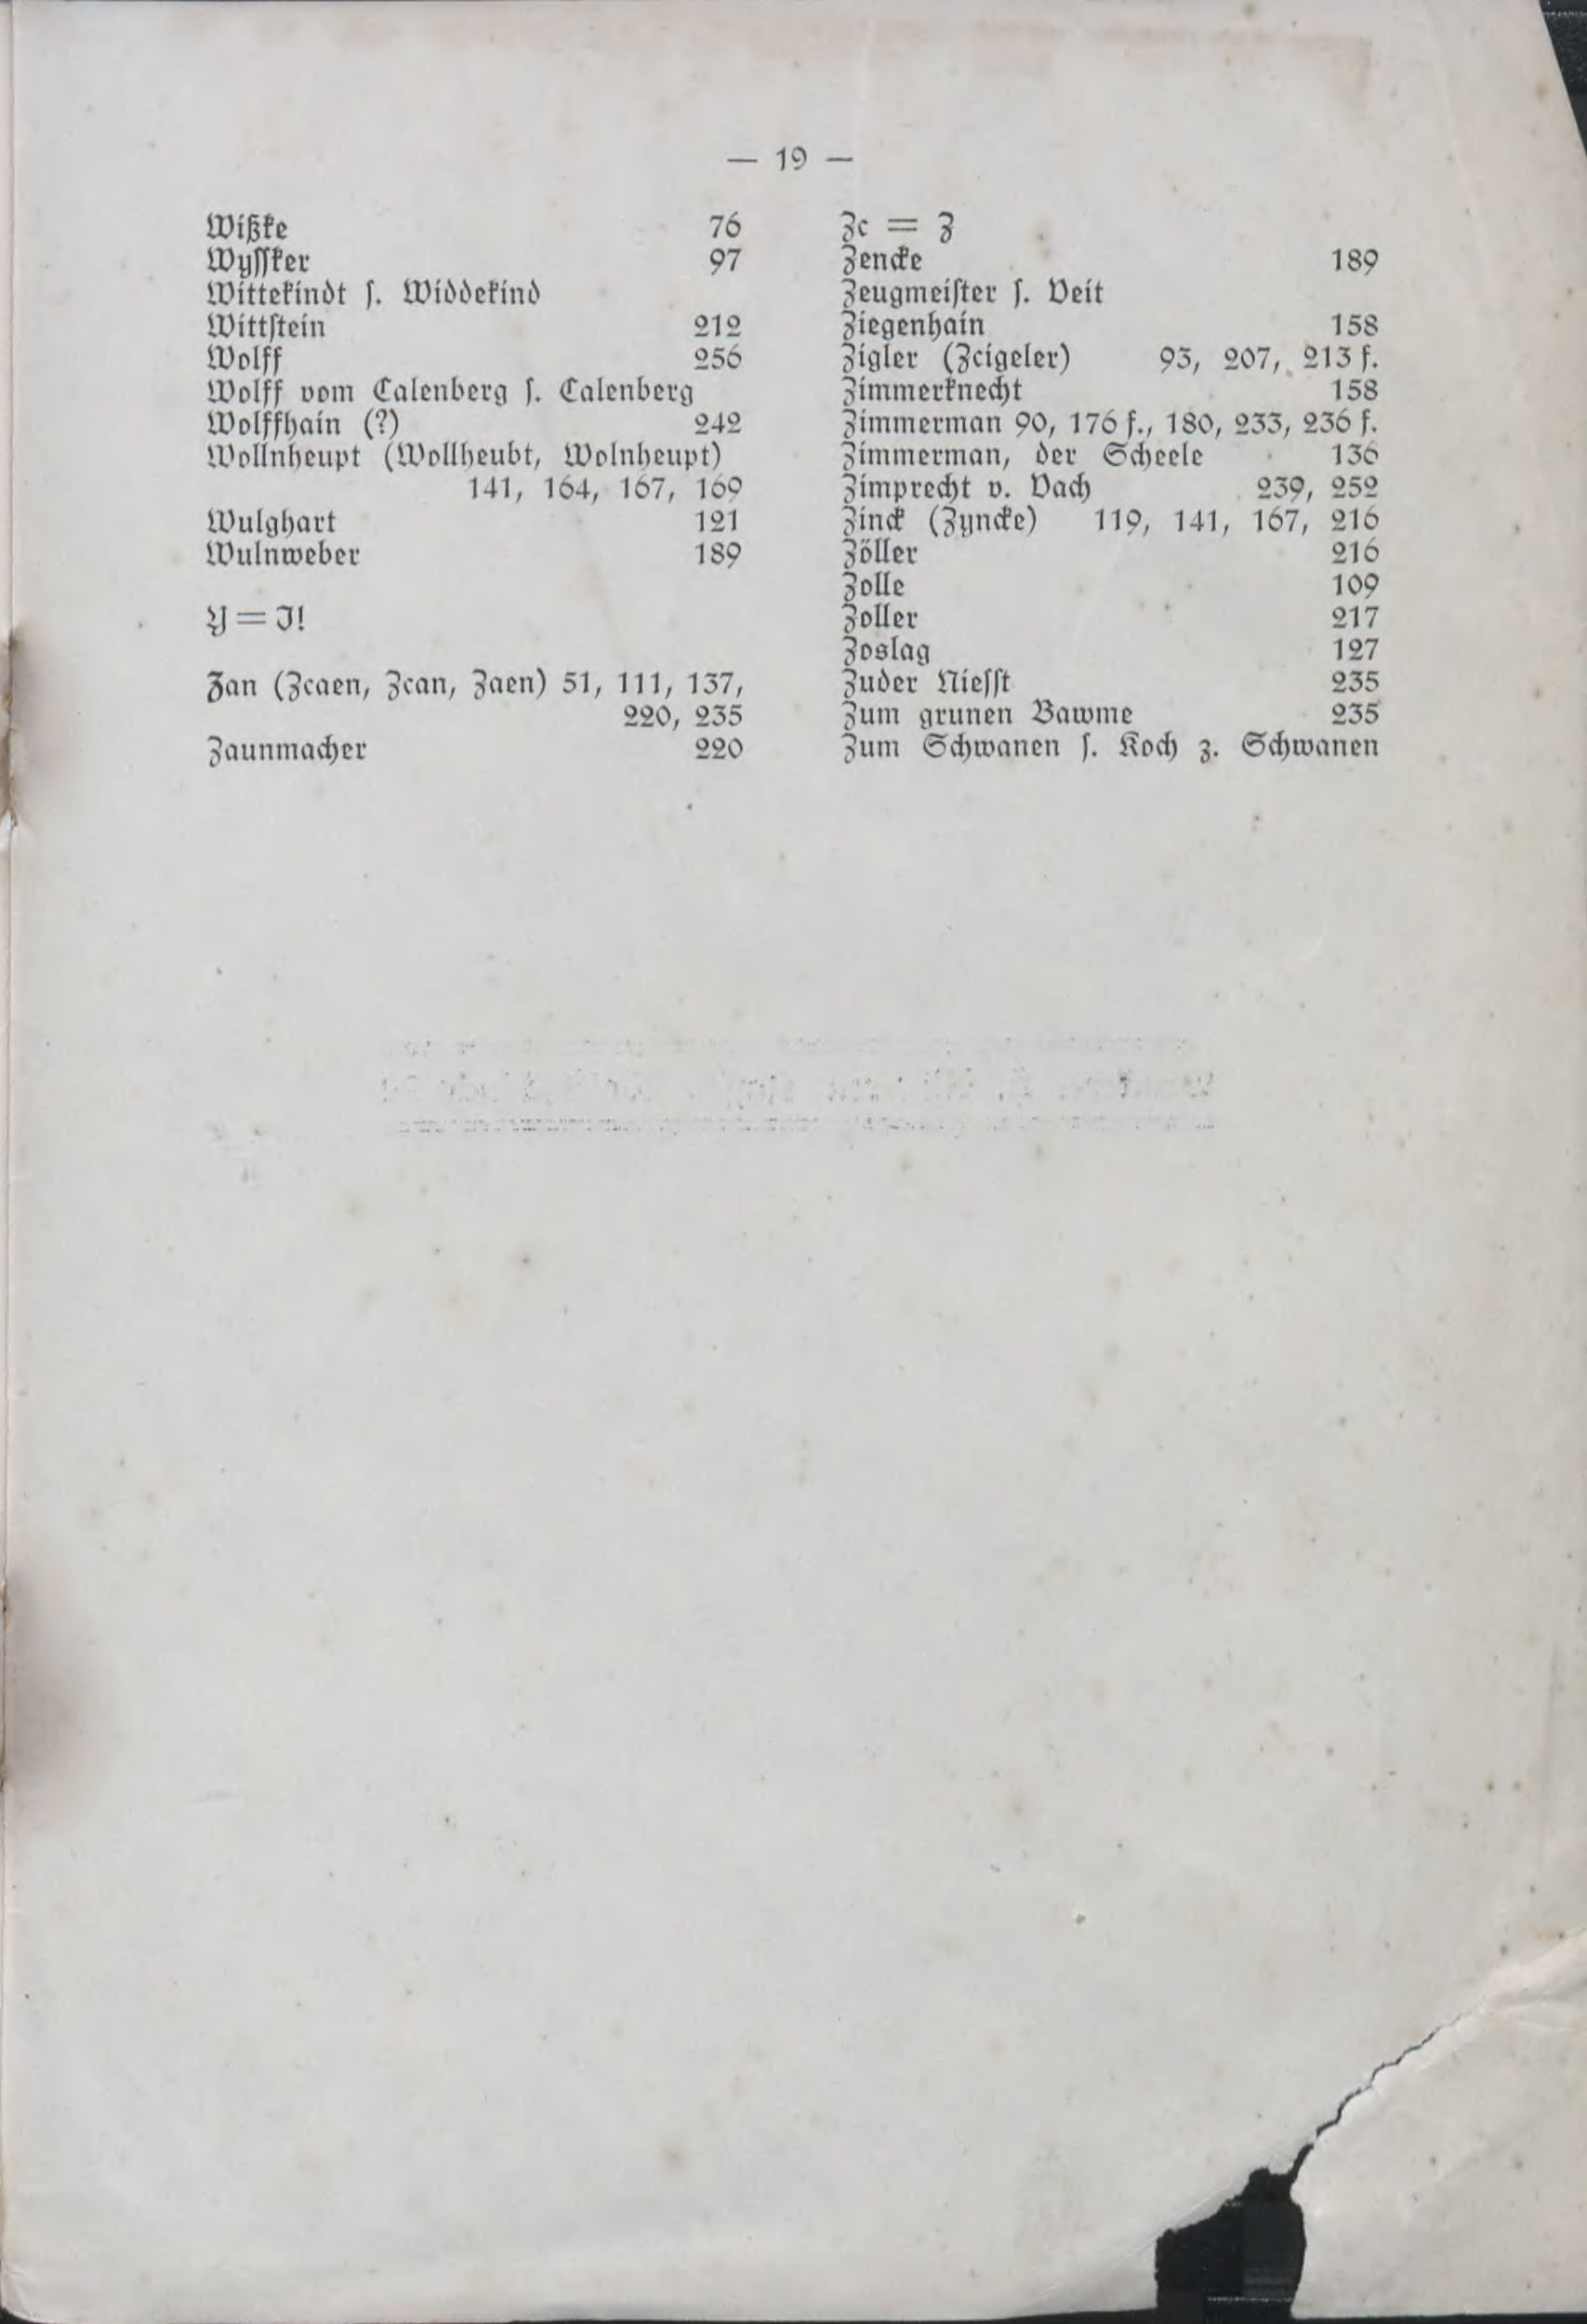 — 19 —
Wißke 76
Wyſſker 97
Wittekindt ſ. Widdekind
Wittſtein 212
Wolff 256
Wolff vom Calenberg ſ. Calenberg
Wolffhain (?) 242
Wollnheupt (Wollheubt, Wolnheupt)
141, 164, 167, 169
Wulghart 121
Wulnweber 189
Y = I!
Zan (Zcaen, Zcan, Zaen) 51, 111, 137,
220, 235
Zaunmacher 220
Zc = Z
Zencke 189
Zeugmeiſter ſ. Veit
Ziegenhain 158
Zigler (Zcigeler) 93, 207, 213 f.
Zimmerknecht 158
Zimmerman 90, 176 f., 180, 233, 236 f.
Zimmerman, der Scheele 136
Zimprecht v. Vach 239, 252
Zinck (Zyncke) 119, 141, 167, 216
Zöller 216
Zolle 109
Zoller 217
Zoslag 127
Zuder Nieſſt 235
Zum grunen Bawme 235
Zum Schwanen ſ. Koch z. Schwanen